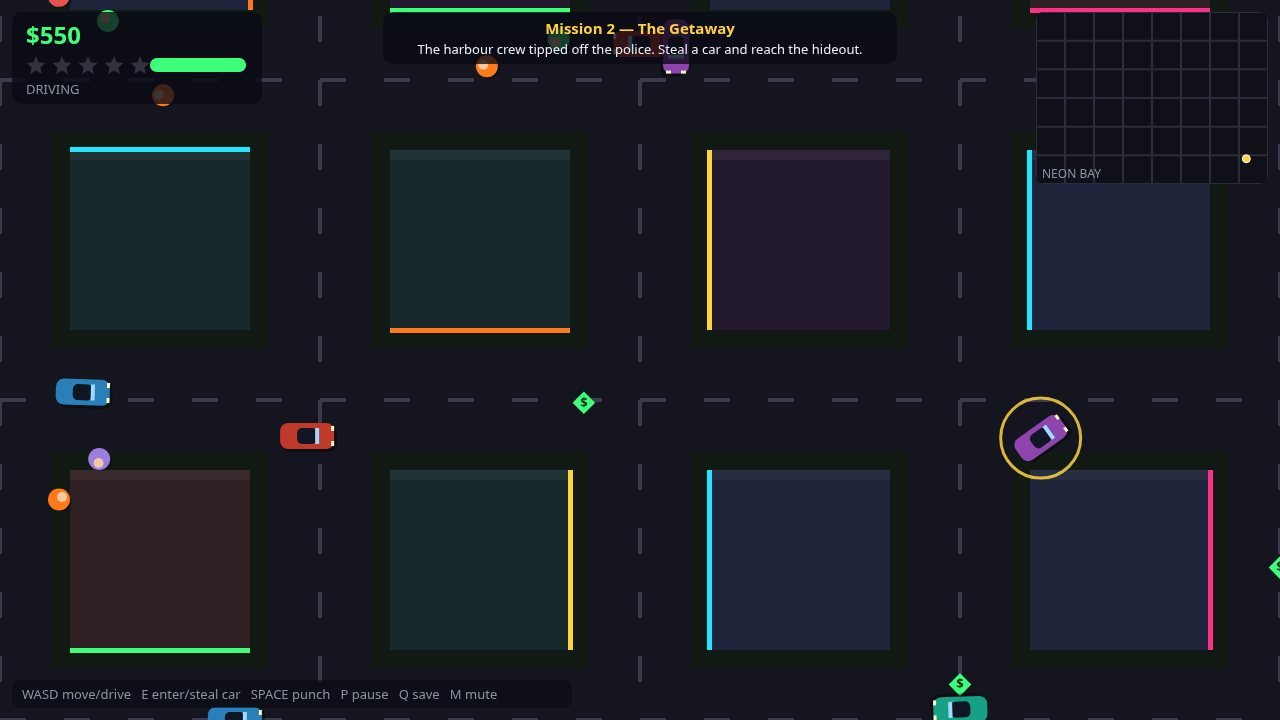 $550
DRIVING
Mission 2 — The Getaway
The harbour crew tipped off the police. Steal a car and reach the hideout.
NEON BAY
$
$
$
WASD move/drive E enter/steal car SPACE punch P pause Q save M mute